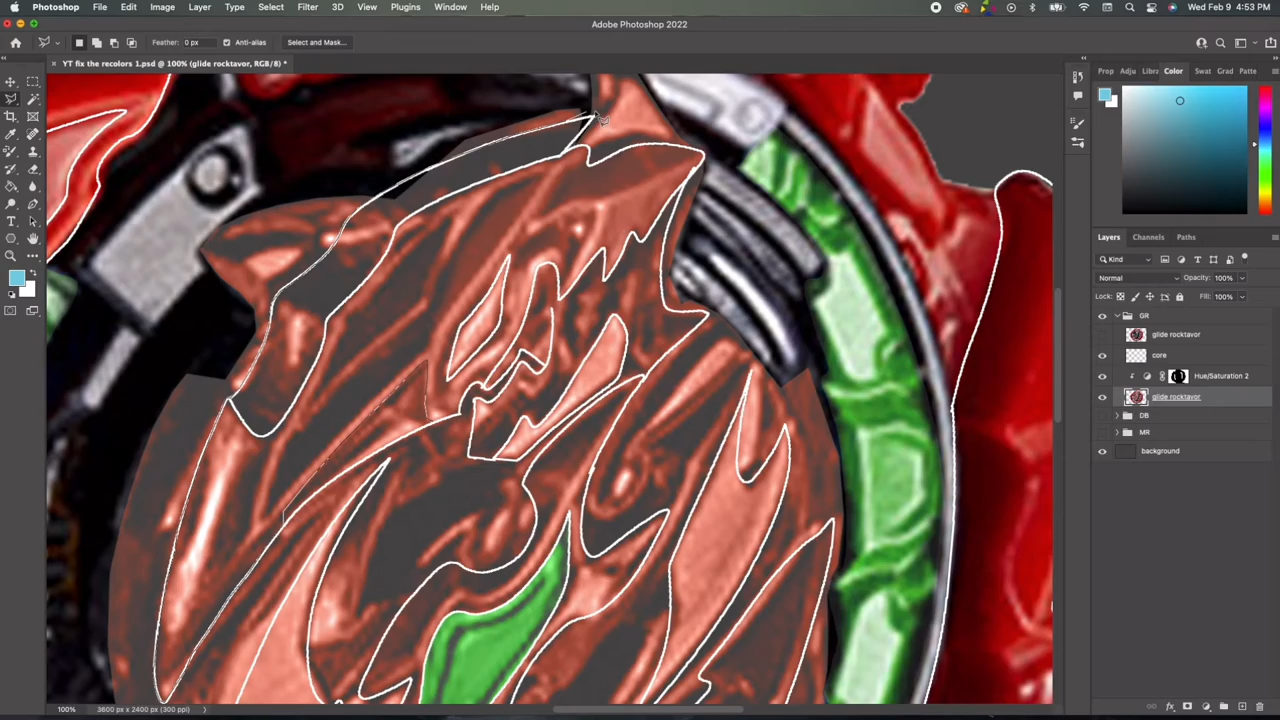 Photoshop File Edit Image Layer Type Select Filter 3D View Plugins Window Help Wed Feb 9 4:53 PM
Adobe Photoshop 2022
Feather: 0 px Anti-alias Select and Mask...
YT fix the recolors 1.psd @ 100% (glide rocktavor, RGB/8) *
Prop Adju Libra Color Swat Grad Patte
Layers Channels Paths
Kind
Normal Opacity: 100%
Lock: Fill: 100%
GR
glide rocktavor
core
Hue/Saturation 2
glide rocktavor
DB
MR
background
100% 3600 px x 2400 px (300 ppi)